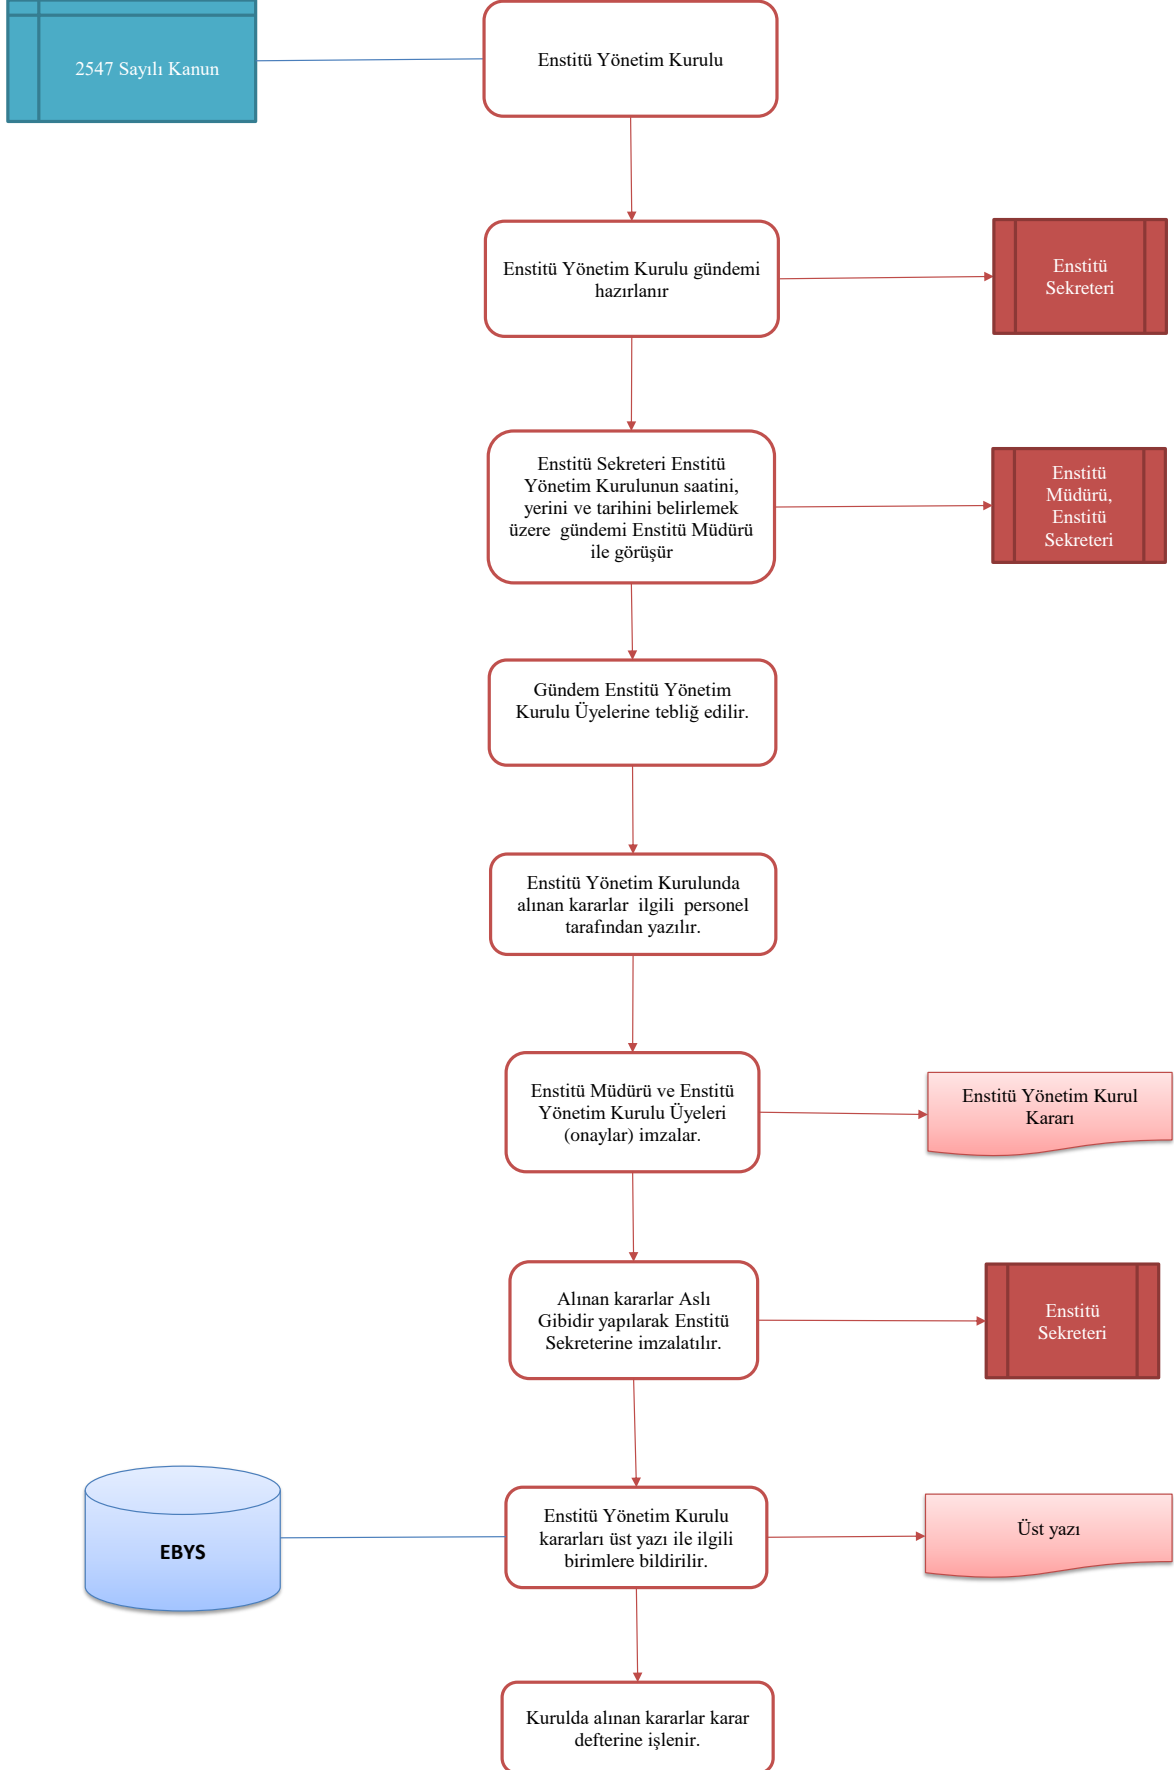 2547 Sayılı Kanun
Enstitü Yönetim Kurulu
Enstitü Yönetim Kurulu gündemi
hazırlanır
Enstitü
Sekreteri
Enstitü Sekreteri Enstitü
Yönetim Kurulunun saatini,
yerini ve tarihini belirlemek
üzere  gündemi Enstitü Müdürü
ile görüşür
Enstitü
Müdürü,
Enstitü
Sekreteri
Gündem Enstitü Yönetim
Kurulu Üyelerine tebliğ edilir.
Enstitü Yönetim Kurulunda
alınan kararlar  ilgili  personel
tarafından yazılır.
Enstitü Müdürü ve Enstitü
Yönetim Kurulu Üyeleri
(onaylar) imzalar.
Enstitü Yönetim Kurul
Kararı
Alınan kararlar Aslı
Gibidir yapılarak Enstitü
Sekreterine imzalatılır.
Enstitü
Sekreteri
EBYS
Enstitü Yönetim Kurulu
kararları üst yazı ile ilgili
birimlere bildirilir.
Üst yazı
Kurulda alınan kararlar karar
defterine işlenir.